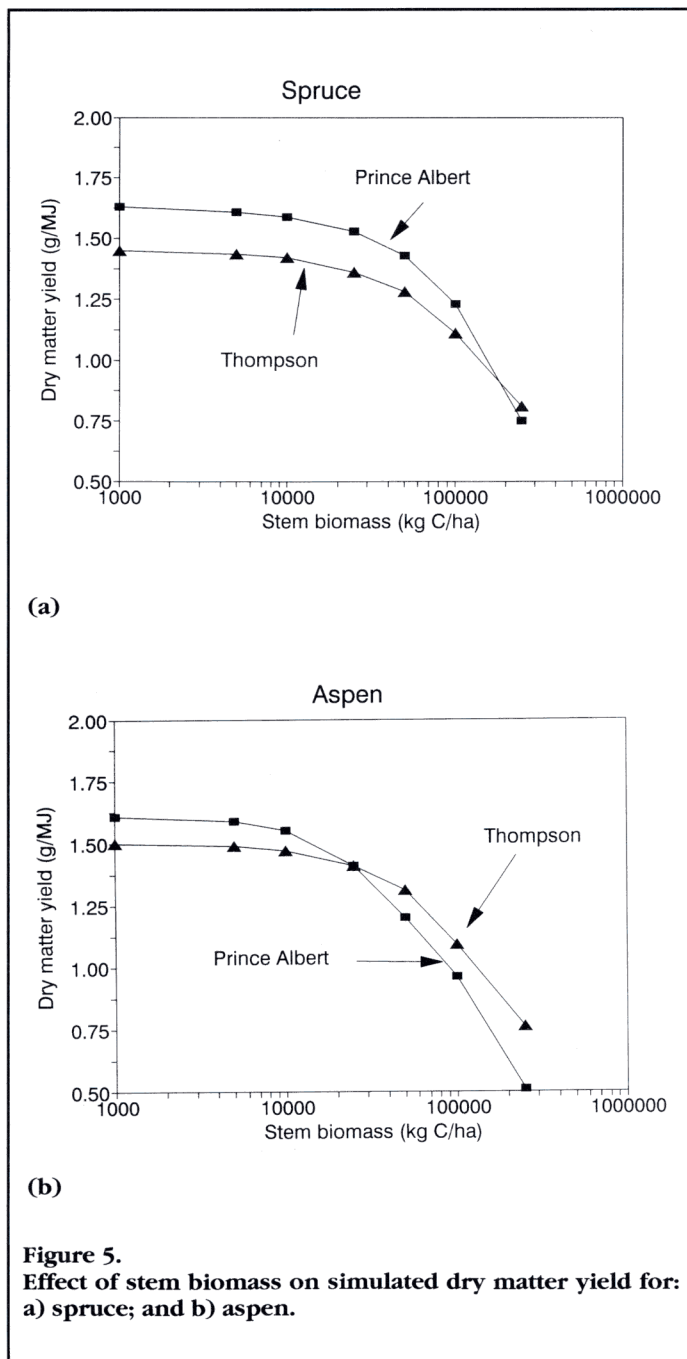 Spruce
2.00
1.75
1.50
1.25
1.00
0.75
0.50
Dry matter yield (g/MJ)
Prince Albert
Thompson
1000
10000
100000
1000000
Stem biomass (kg C/ha)
(a)
Aspen
2.00
1.75
1.50
1.25
1.00
0.75
0.50
Dry matter yield (g/MJ)
Thompson
Prince Albert
1000
10000
100000
1000000
Stem biomass (kg C/ha)
(b)
Figure 5.
Effect of stem biomass on simulated dry matter yield for:
a) spruce; and b) aspen.